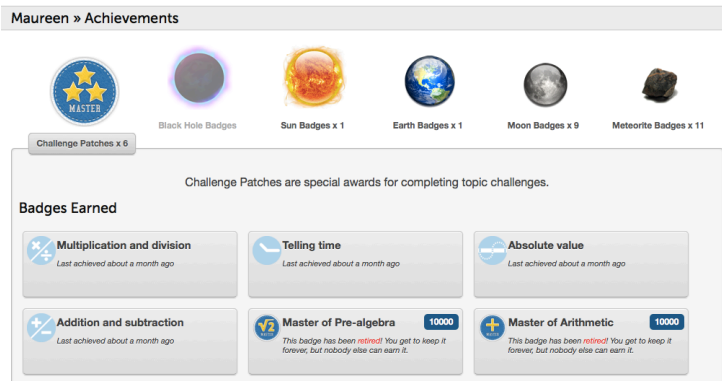 Maureen » Achievements
MASTER
Black Hole Badges
Sun Badges x 1
Earth Badges x 1
Moon Badges x 9
Meteorite Badges x 11
Challenge Patches x 6
Challenge Patches are special awards for completing topic challenges.
Badges Earned
Multiplication and division
Last achieved about a month ago
Telling time
Last achieved about a month ago
Absolute value
Last achieved about a month ago
Addition and subtraction
Last achieved about a month ago
√2
MASTER
Master of Pre-algebra
10000
This badge has been retired! You get to keep it
forever, but nobody else can earn it.
+
MASTER
Master of Arithmetic
10000
This badge has been retired! You get to keep it
forever, but nobody else can earn it.